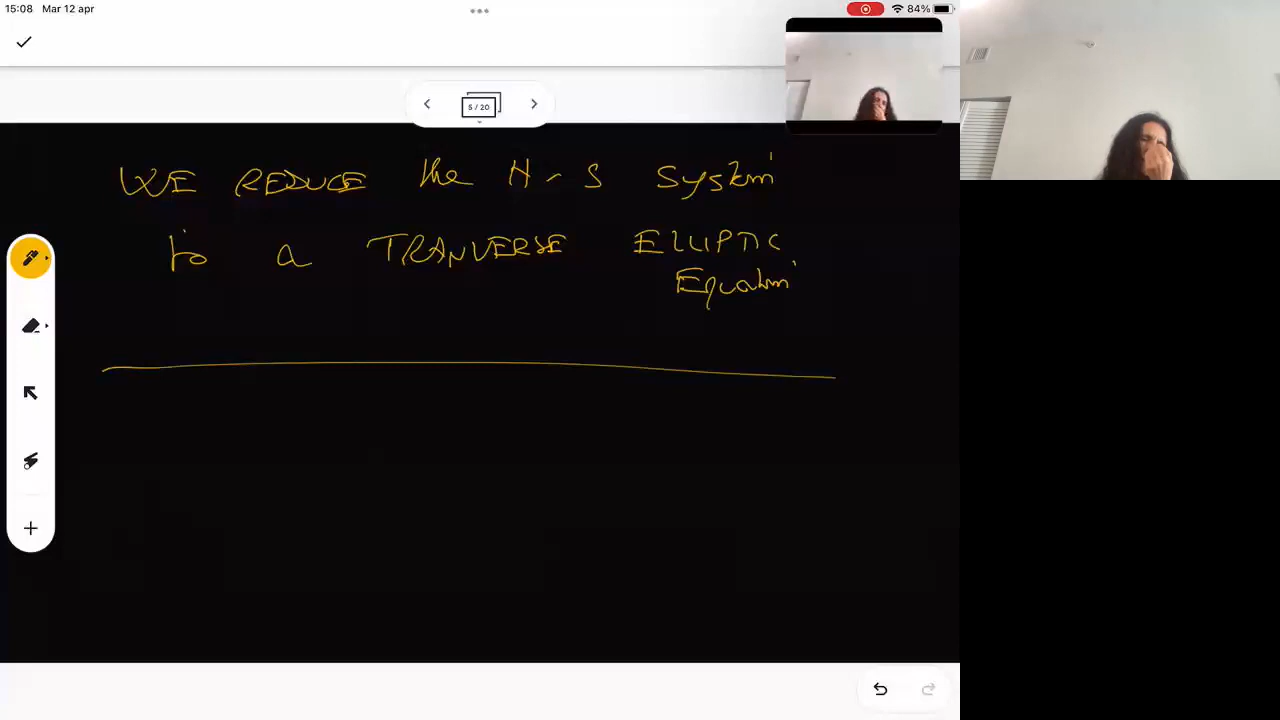 15:08 Mar 12 apr
84%
5 / 20
WE REDUCE the H-S System
to a TRANVERSE ELLIPTIC
Equation